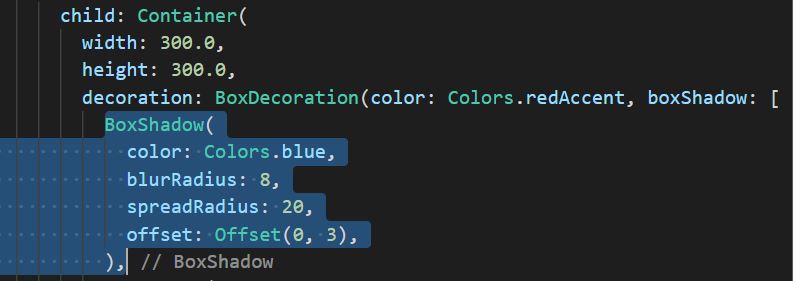 child: Container(
width: 300.0,
height: 300.0,
decoration: BoxDecoration(color: Colors.redAccent, boxShadow: [
BoxShadow(
color: Colors.blue,
blurRadius: 8,
spreadRadius: 20,
offset: Offset(0, 3),
), // BoxShadow